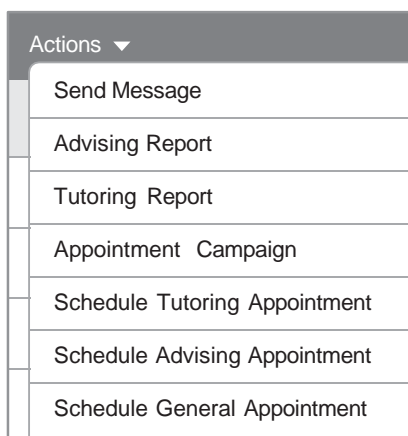 Actions
Send Message
Advising Report
Tutoring Report
Appointment Campaign
Schedule Tutoring Appointment
Schedule Advising Appointment
Schedule General Appointment